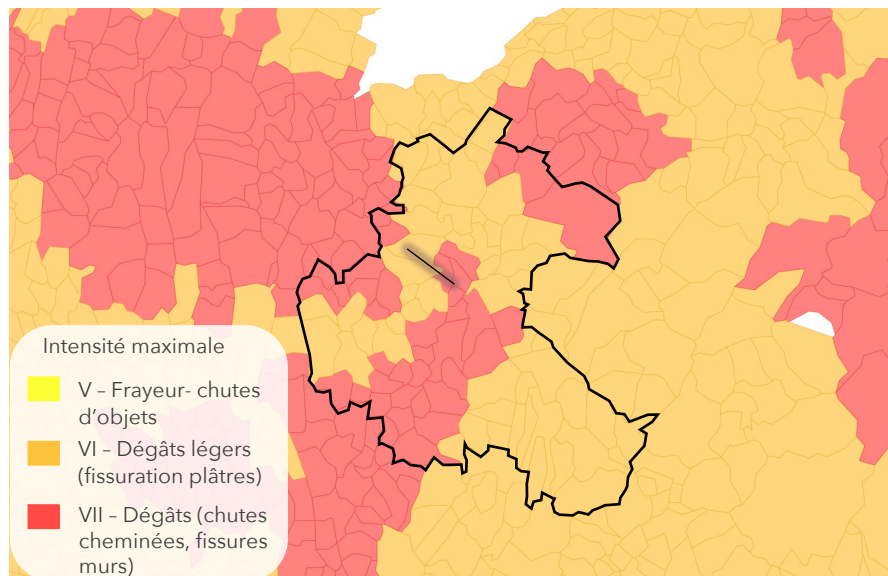 Intensité maximale
V – Frayeur- chutes
d’objets
VI – Dégâts légers
(fissuration plâtres)
VII – Dégâts (chutes
cheminées, fissures
murs)